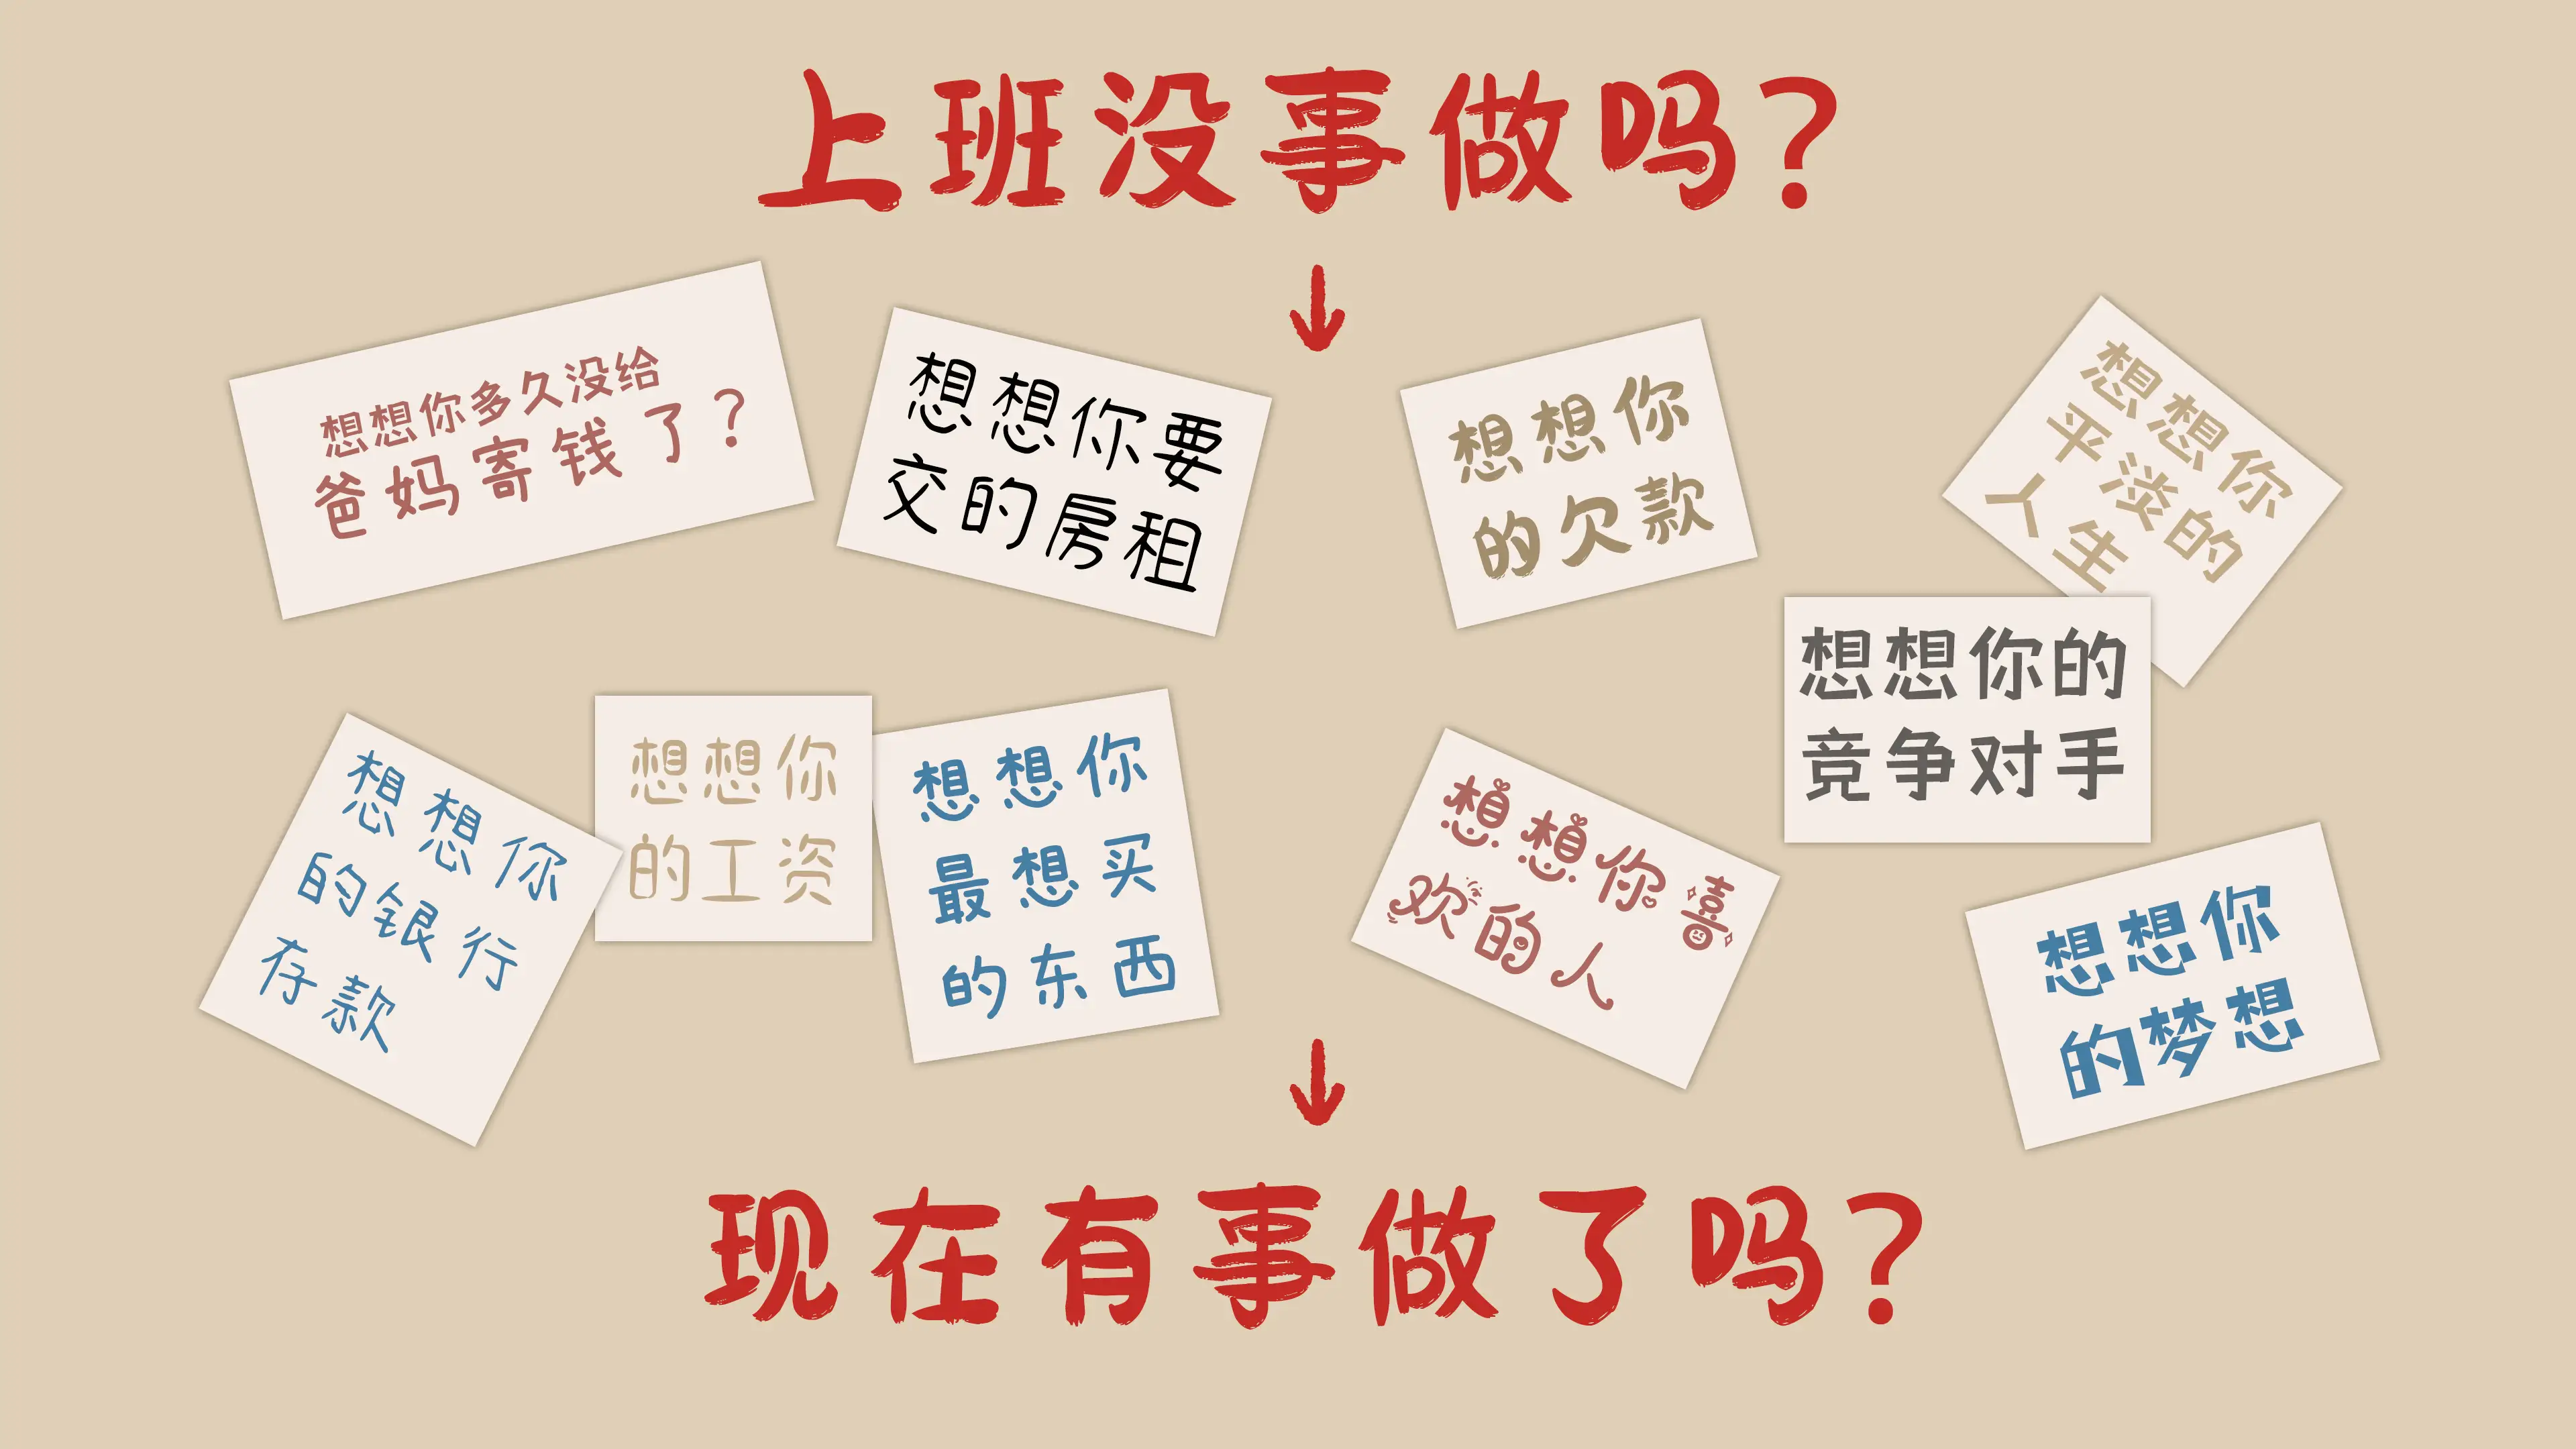 上班没事做吗?
想想你多久没给
爸妈寄钱了?
想想你要
交的房租
想想你
的欠款
想想你
平淡的
人生
想想你的
竞争对手
想想你
的银行
存款
想想你
的工资
想想你
最想买
的东西
想想你喜
欢的人
想想你
的梦想
现在有事做了吗?